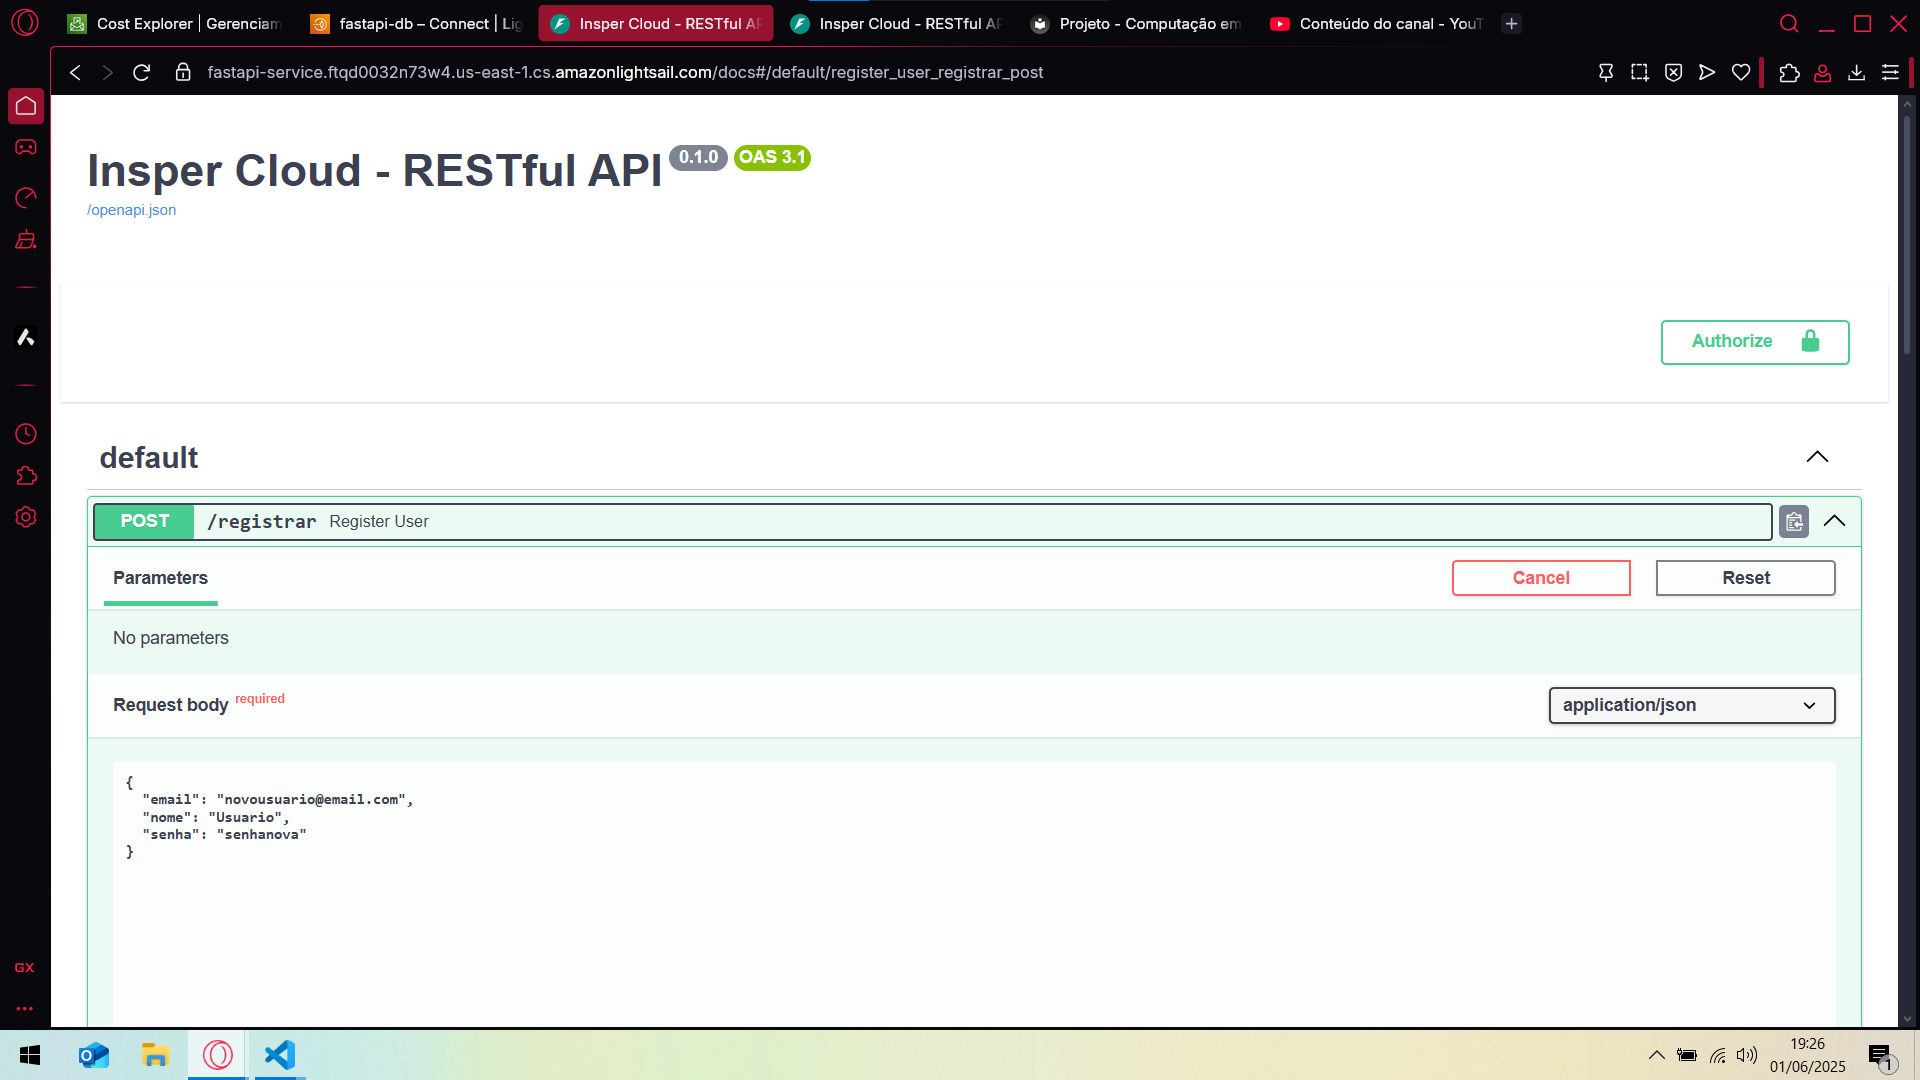 Cost Explorer | Gerenciam
fastapi-db – Connect | Lig
Insper Cloud - RESTful AP
Insper Cloud - RESTful AP
Projeto - Computação em
Conteúdo do canal - YouT
fastapi-service.ftqd0032n73w4.us-east-1.cs.amazonlightsail.com/docs#/default/register_user_registrar_post
Insper Cloud - RESTful API 0.1.0 OAS 3.1
/openapi.json
Authorize
default
POST /registrar Register User
Parameters
Cancel
Reset
No parameters
Request body required
application/json
{
"email": "novousuario@email.com",
"nome": "Usuario",
"senha": "senhanova"
}
GX
19:26
01/06/2025
1